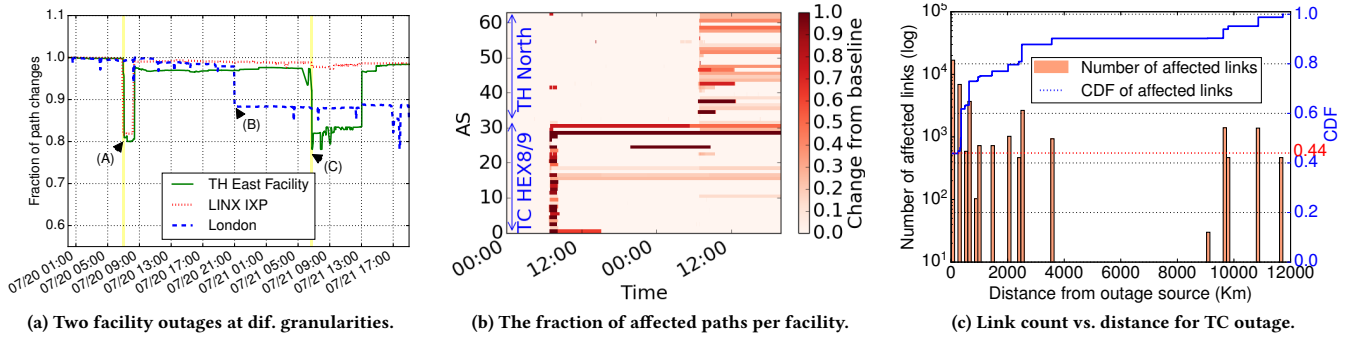 Fraction of path changes
1.0
0.9
0.8
0.7
0.6
(A)
(B)
(C)
TH East Facility
LINX IXP
London
07/20 01:00
07/20 05:00
07/20 09:00
07/20 13:00
07/20 17:00
07/20 21:00
07/21 01:00
07/21 05:00
07/21 09:00
07/21 13:00
07/21 17:00
(a) Two facility outages at dif. granularities.
AS
60
50
40
30
20
10
0
TH North
TC HEX8/9
00:00
12:00
00:00
12:00
Time
1.0
0.9
0.8
0.7
0.6
0.5
0.4
0.3
0.2
0.1
0.0
Change from baseline
(b) The fraction of affected paths per facility.
Number of affected links (log)
10⁵
10⁴
10³
10²
10¹
Number of affected links
CDF of affected links
0
2000
4000
6000
8000
10000
12000
Distance from outage source (Km)
1.0
0.8
0.6
0.44
0.4
0.2
0.0
CDF
(c) Link count vs. distance for TC outage.